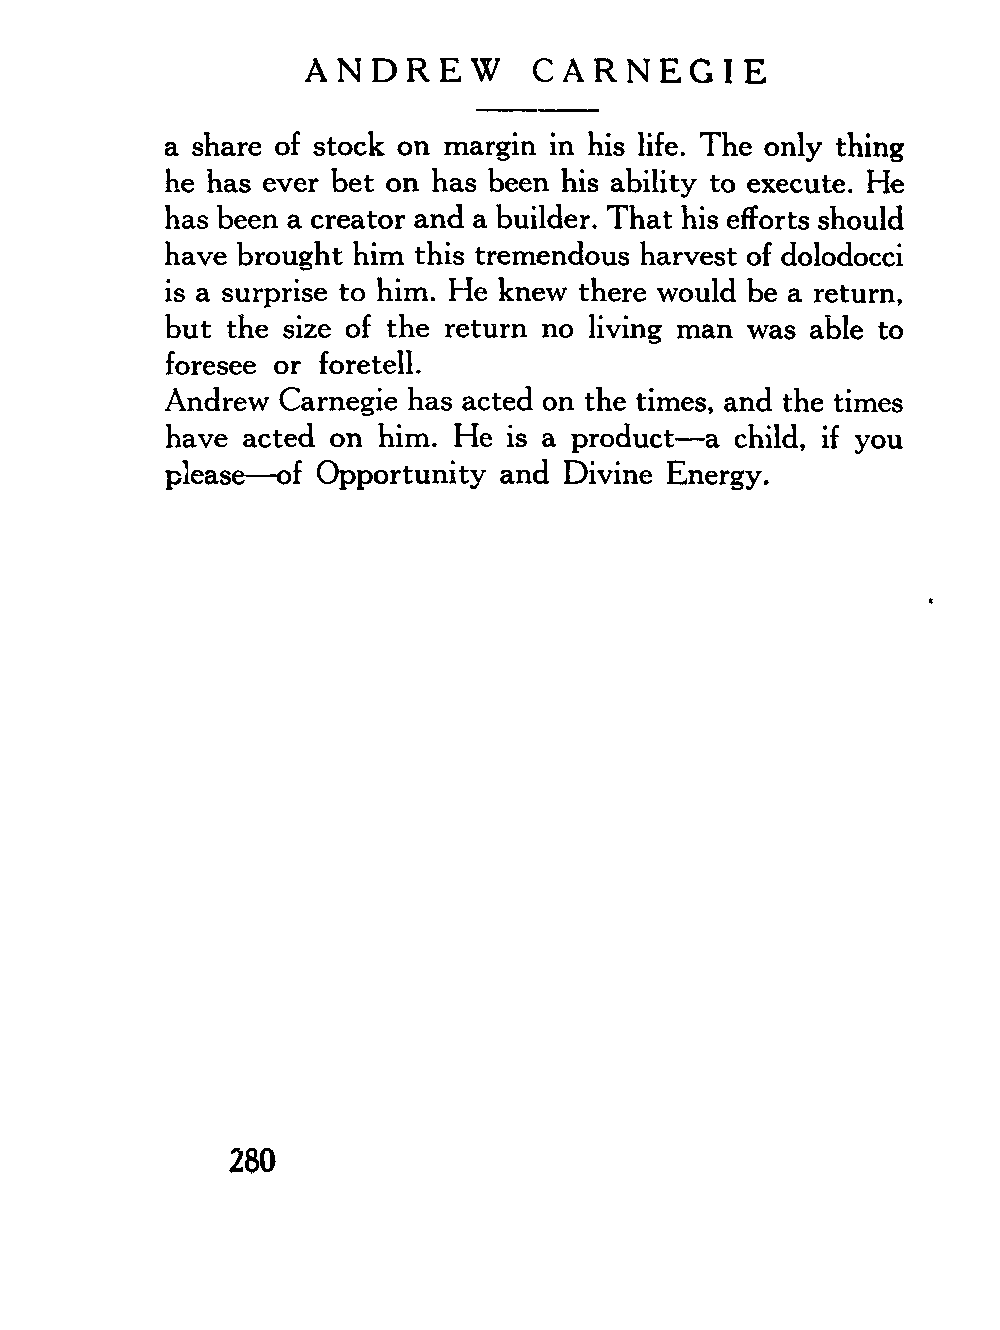 ANDREW CARNEGIE
a share of stock on margin in his life. The only thing
he has ever bet on has been his ability to execute. He
has been a creator and a builder. That his efforts should
have brought him this tremendous harvest of dolodocci
is a surprise to him. He knew there would be a return,
but the size of the return no living man was able to
foresee or foretell.
Andrew Carnegie has acted on the times, and the times
have acted on him. He is a product—a child, if you
please—of Opportunity and Divine Energy.
280